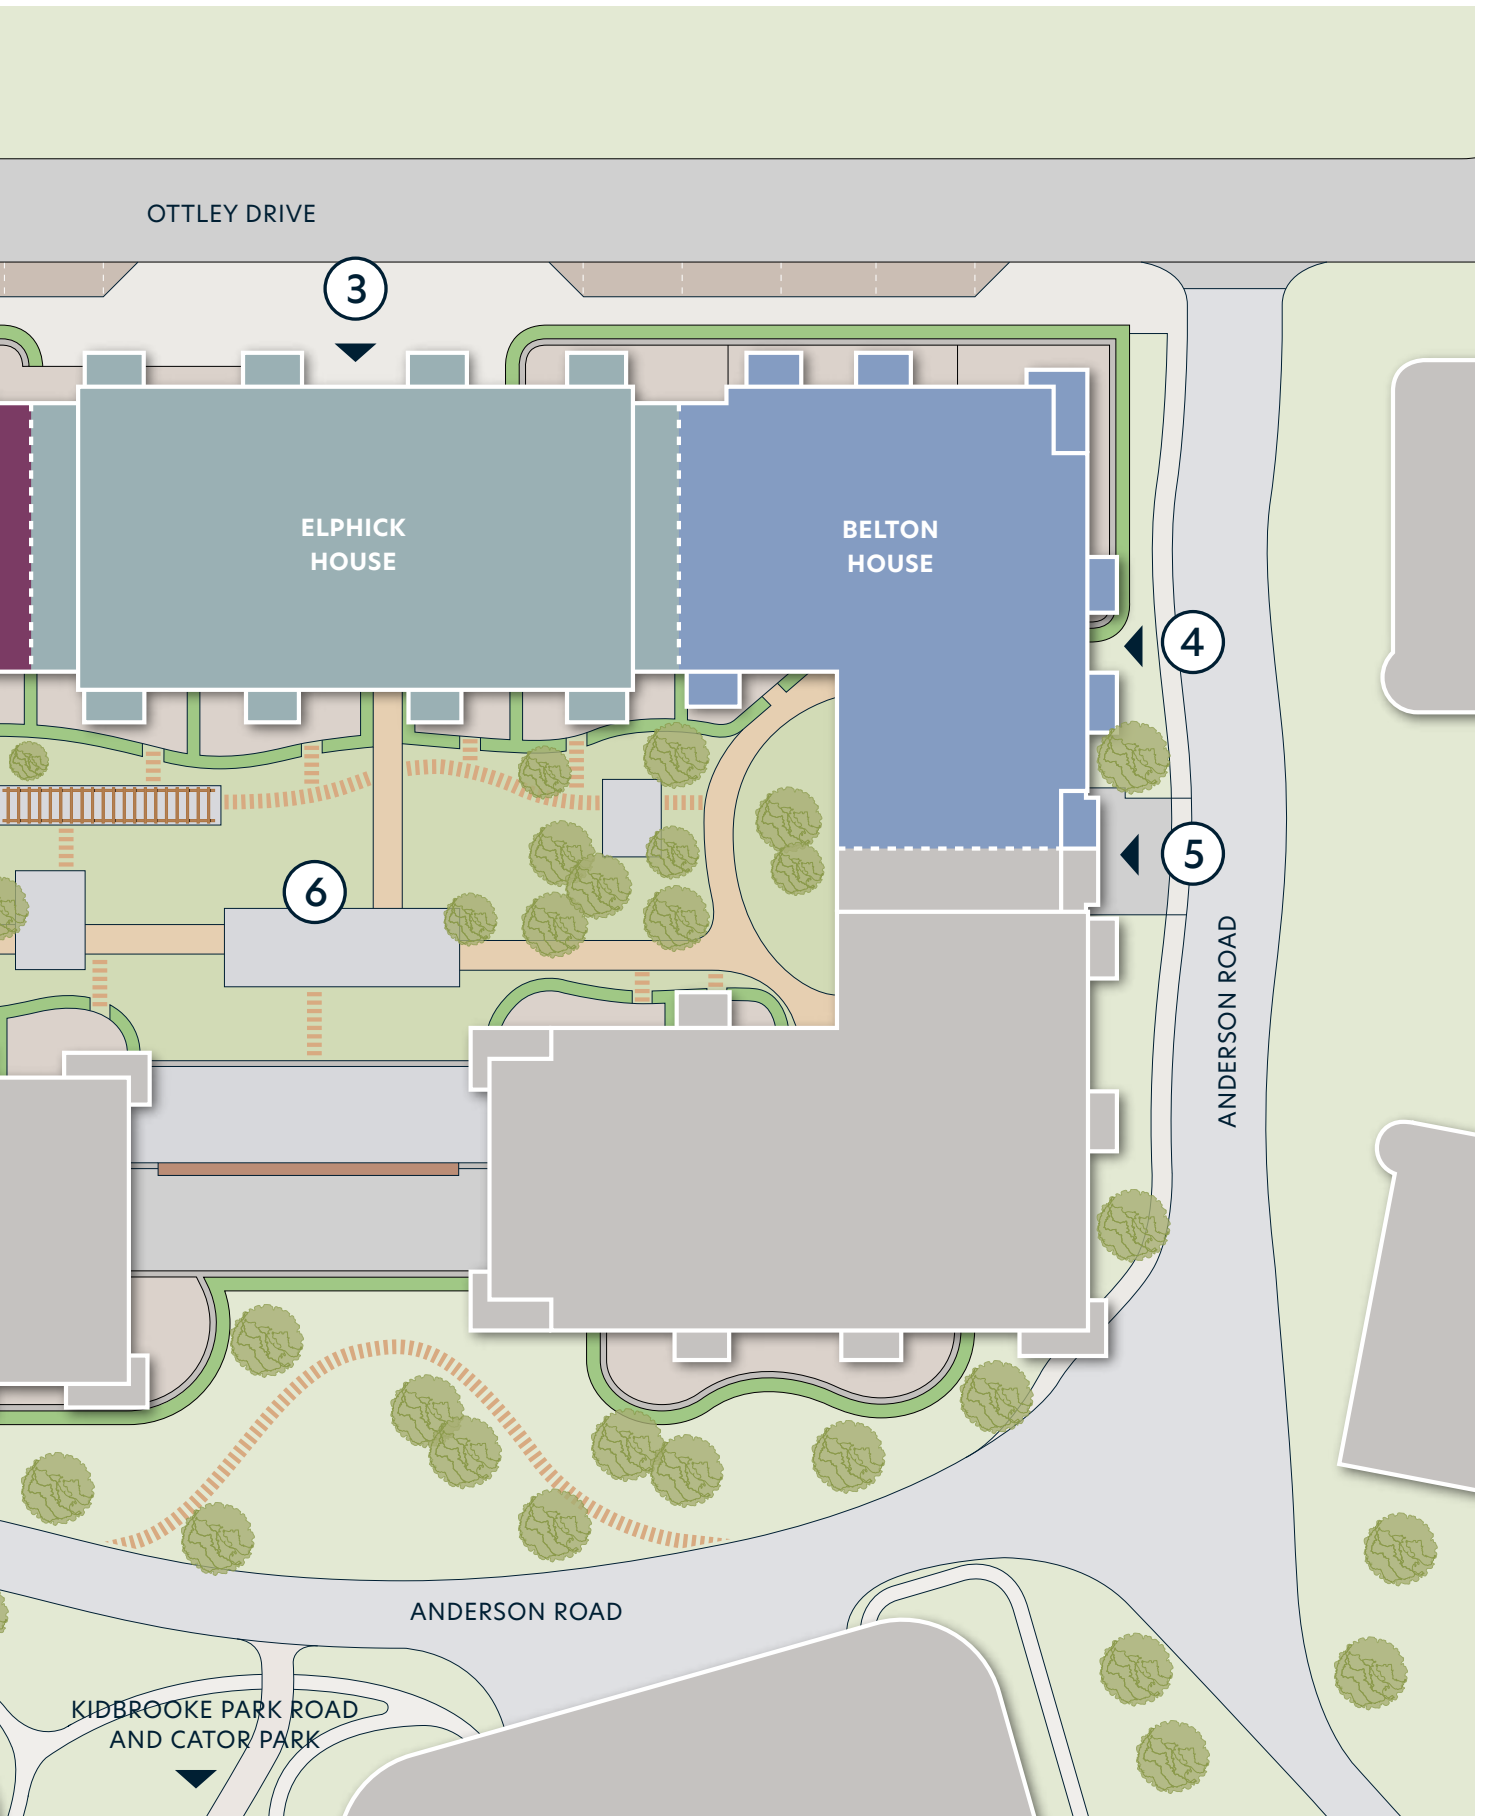 OTTLEY DRIVE
3
ELPHICK
HOUSE
BELTON
HOUSE
4
5
6
ANDERSON ROAD
ANDERSON ROAD
KIDBROOKE PARK ROAD
AND CATOR PARK